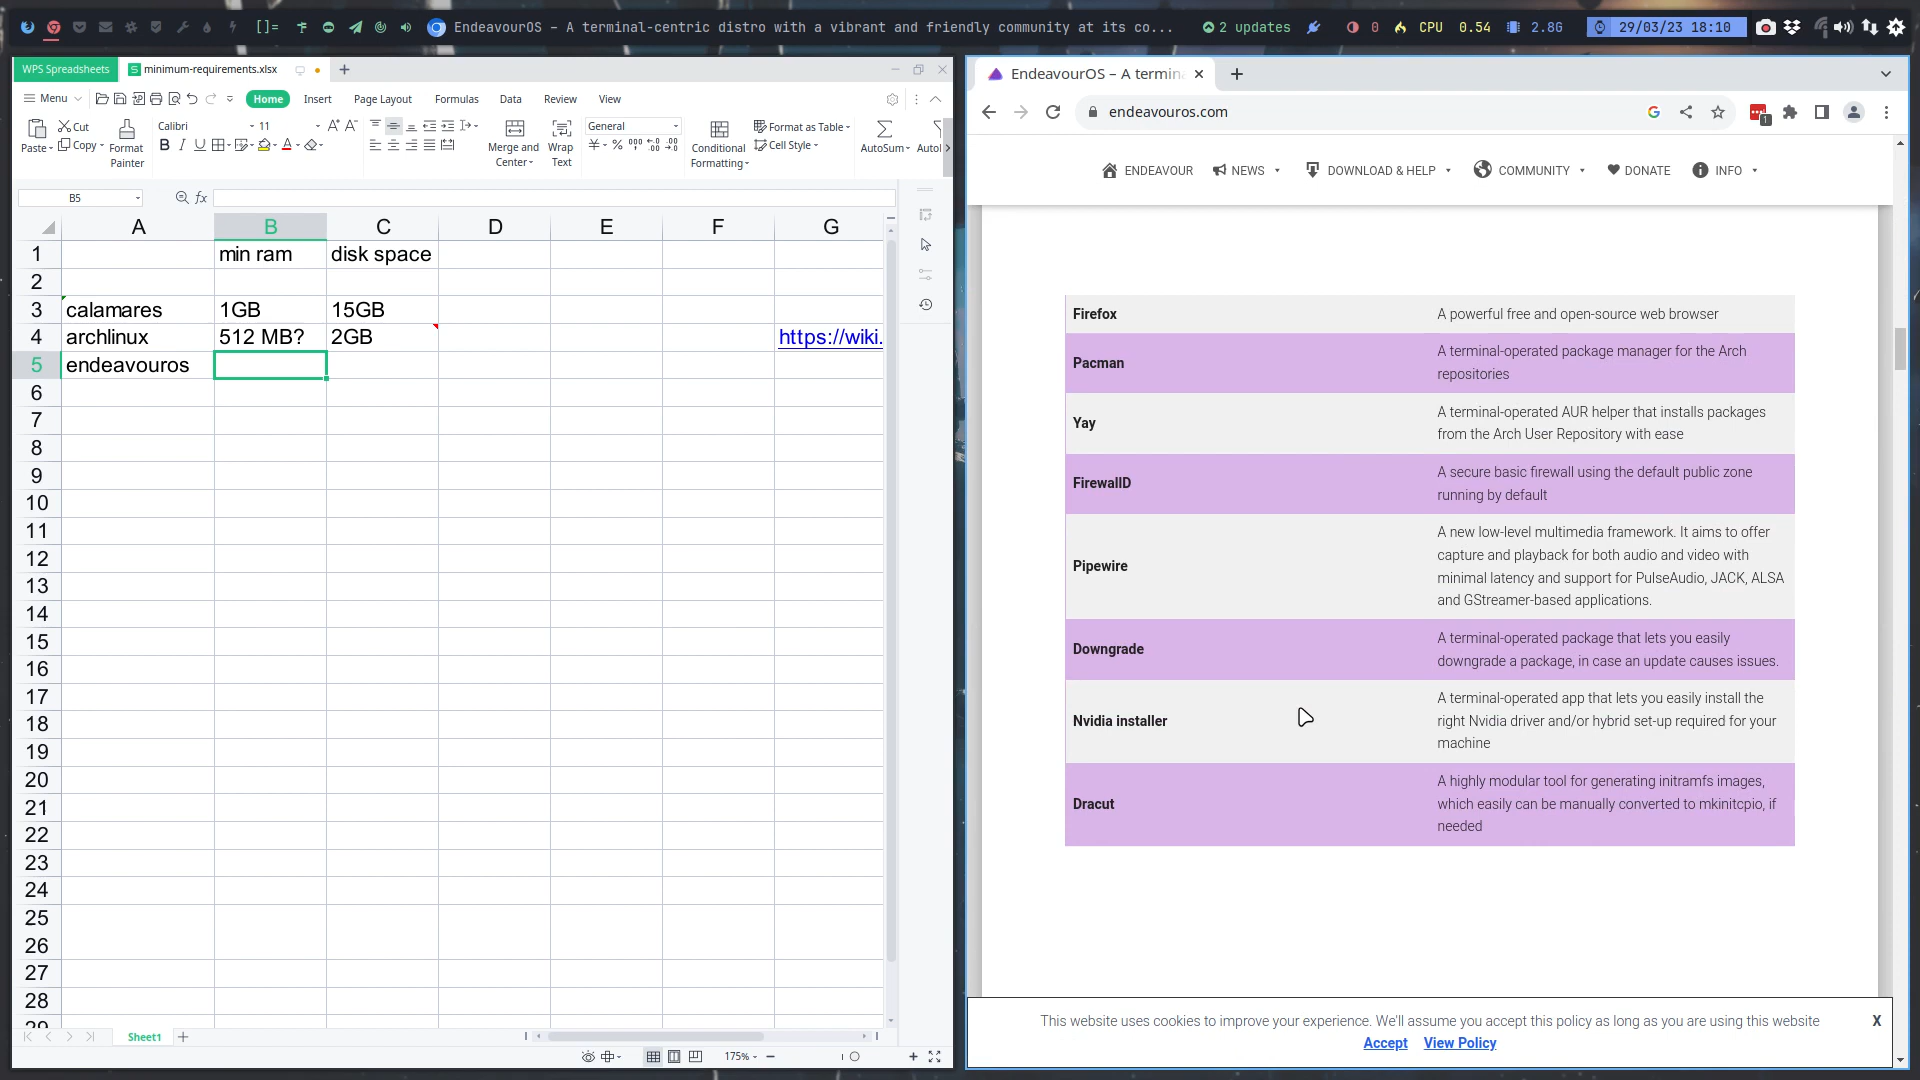 []=
EndeavourOS – A terminal-centric distro with a vibrant and friendly community at its co...
2 updates
0
CPU 0.54
2.8G
29/03/23 18:10
WPS Spreadsheets
minimum-requirements.xlsx
Menu
Home
Insert
Page Layout
Formulas
Data
Review
View
Paste
Cut
Copy
Format
Painter
Calibri
11
A
A
B I U
A
Merge and
Center
Wrap
Text
General
¥ % 000
Conditional
Formatting
Format as Table
Cell Style
AutoSum
AutoF
B5
fx
A B C D E F G
1 min ram disk space
2
3 calamares 1GB 15GB
4 archlinux 512 MB? 2GB https://wiki.
5 endeavouros
6
7
8
9
10
11
12
13
14
15
16
17
18
19
20
21
22
23
24
25
26
27
28
29
Sheet1
175%
EndeavourOS – A termin
endeavouros.com
1
ENDEAVOUR
NEWS
DOWNLOAD & HELP
COMMUNITY
DONATE
INFO
Firefox
A powerful free and open-source web browser
Pacman
A terminal-operated package manager for the Arch
repositories
Yay
A terminal-operated AUR helper that installs packages
from the Arch User Repository with ease
FirewallD
A secure basic firewall using the default public zone
running by default
Pipewire
A new low-level multimedia framework. It aims to offer
capture and playback for both audio and video with
minimal latency and support for PulseAudio, JACK, ALSA
and GStreamer-based applications.
Downgrade
A terminal-operated package that lets you easily
downgrade a package, in case an update causes issues.
Nvidia installer
A terminal-operated app that lets you easily install the
right Nvidia driver and/or hybrid set-up required for your
machine
Dracut
A highly modular tool for generating initramfs images,
which easily can be manually converted to mkinitcpio, if
needed
This website uses cookies to improve your experience. We'll assume you accept this policy as long as you are using this website
X
Accept
View Policy